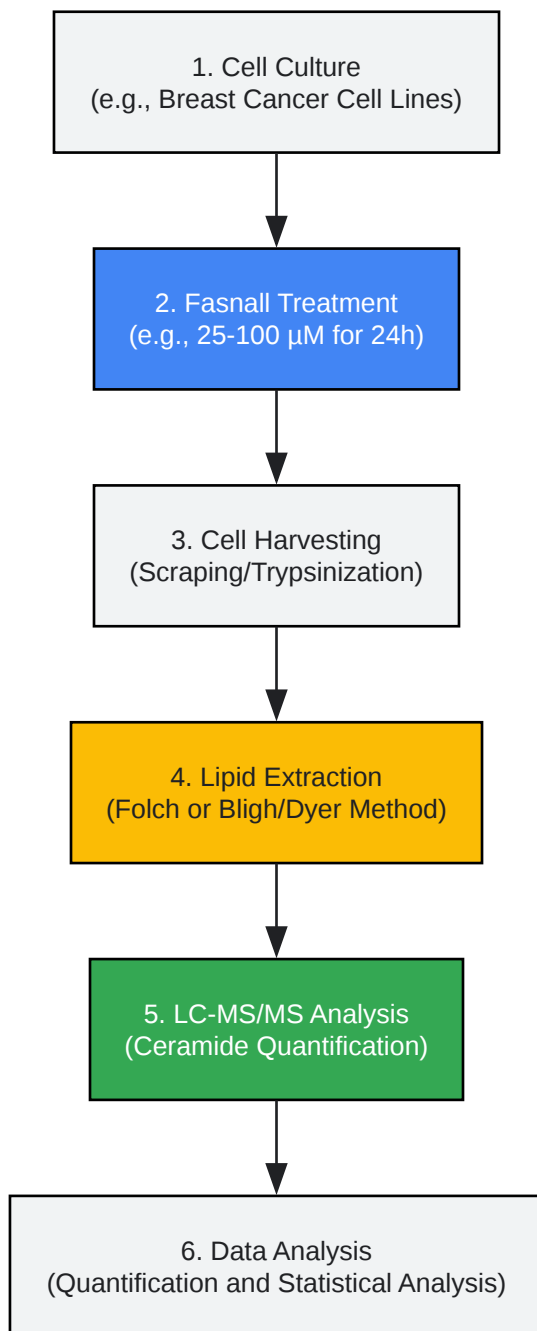 1. Cell Culture
(e.g., Breast Cancer Cell Lines)
2. Fasnall Treatment
(e.g., 25-100 µM for 24h)
3. Cell Harvesting
(Scraping/Trypsinization)
4. Lipid Extraction
(Folch or Bligh/Dyer Method)
5. LC-MS/MS Analysis
(Ceramide Quantification)
6. Data Analysis
(Quantification and Statistical Analysis)